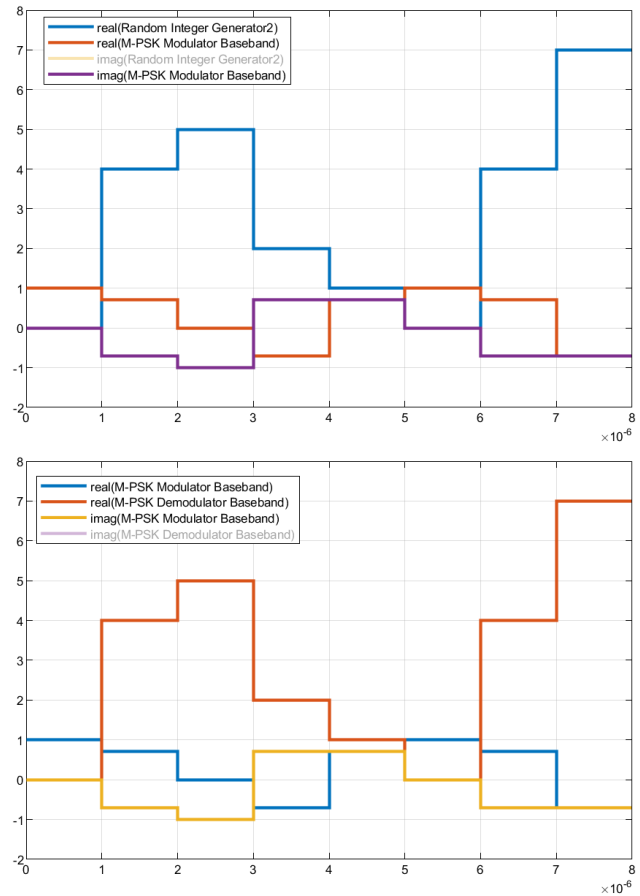 8
real(Random Integer Generator2)
real(M-PSK Modulator Baseband)
imag(Random Integer Generator2)
imag(M-PSK Modulator Baseband)
7
6
5
4
3
2
1
0
-1
-2
0 1 2 3 4 5 6 7 8
×10-6
8
real(M-PSK Modulator Baseband)
real(M-PSK Demodulator Baseband)
imag(M-PSK Modulator Baseband)
imag(M-PSK Demodulator Baseband)
7
6
5
4
3
2
1
0
-1
-2
0 1 2 3 4 5 6 7 8
×10-6